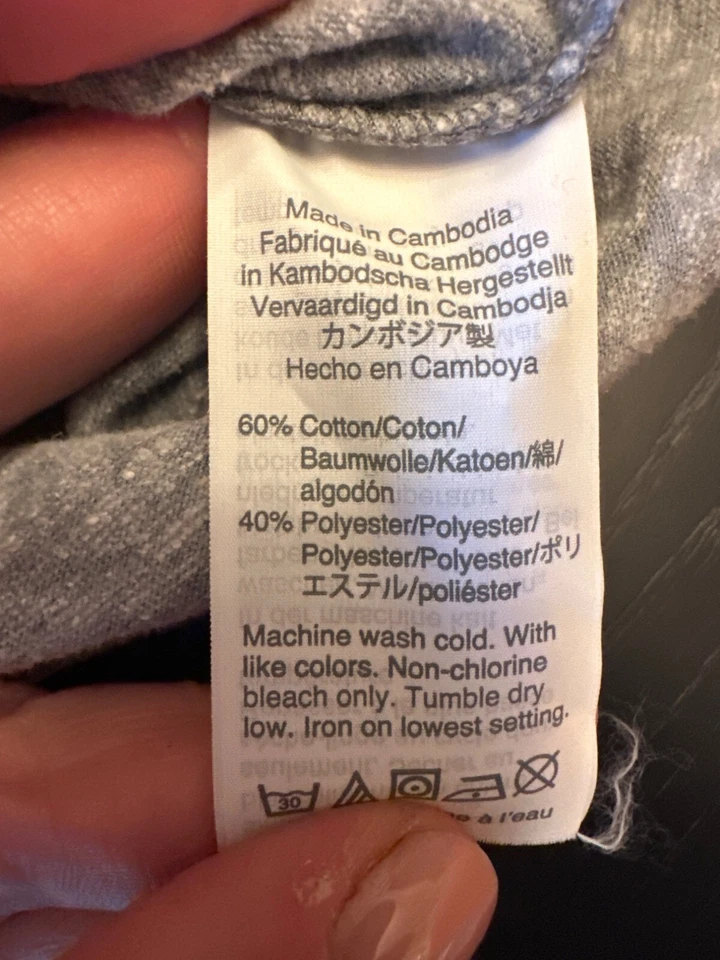 Made in Cambodia
Fabriqué au Cambodge
in Kambodscha Hergestellt
Vervaardigd in Cambodja
カンボジア製
Hecho en Camboya
60% Cotton/Coton/
Baumwolle/Katoen/綿/
algodón
40% Polyester/Polyester/
Polyester/Polyester/ポリ
エステル/poliéster
Machine wash cold. With
like colors. Non-chlorine
bleach only. Tumble dry
low. Iron on lowest setting.
30
à l'eau